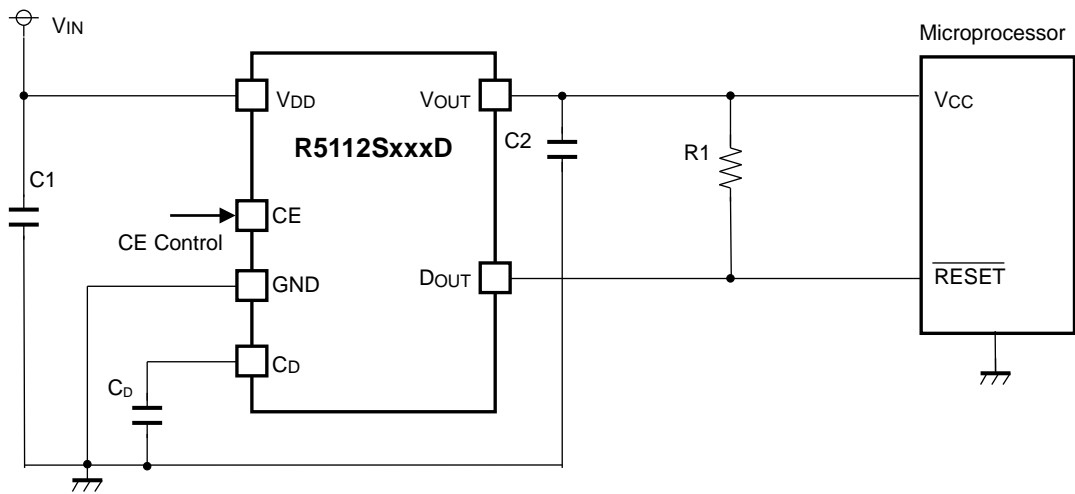 VIN
Microprocessor
VDD
VOUT
VCC
R5112SxxxD
C2
R1
C1
CE
CE Control
GND
DOUT
RESET
CD
CD